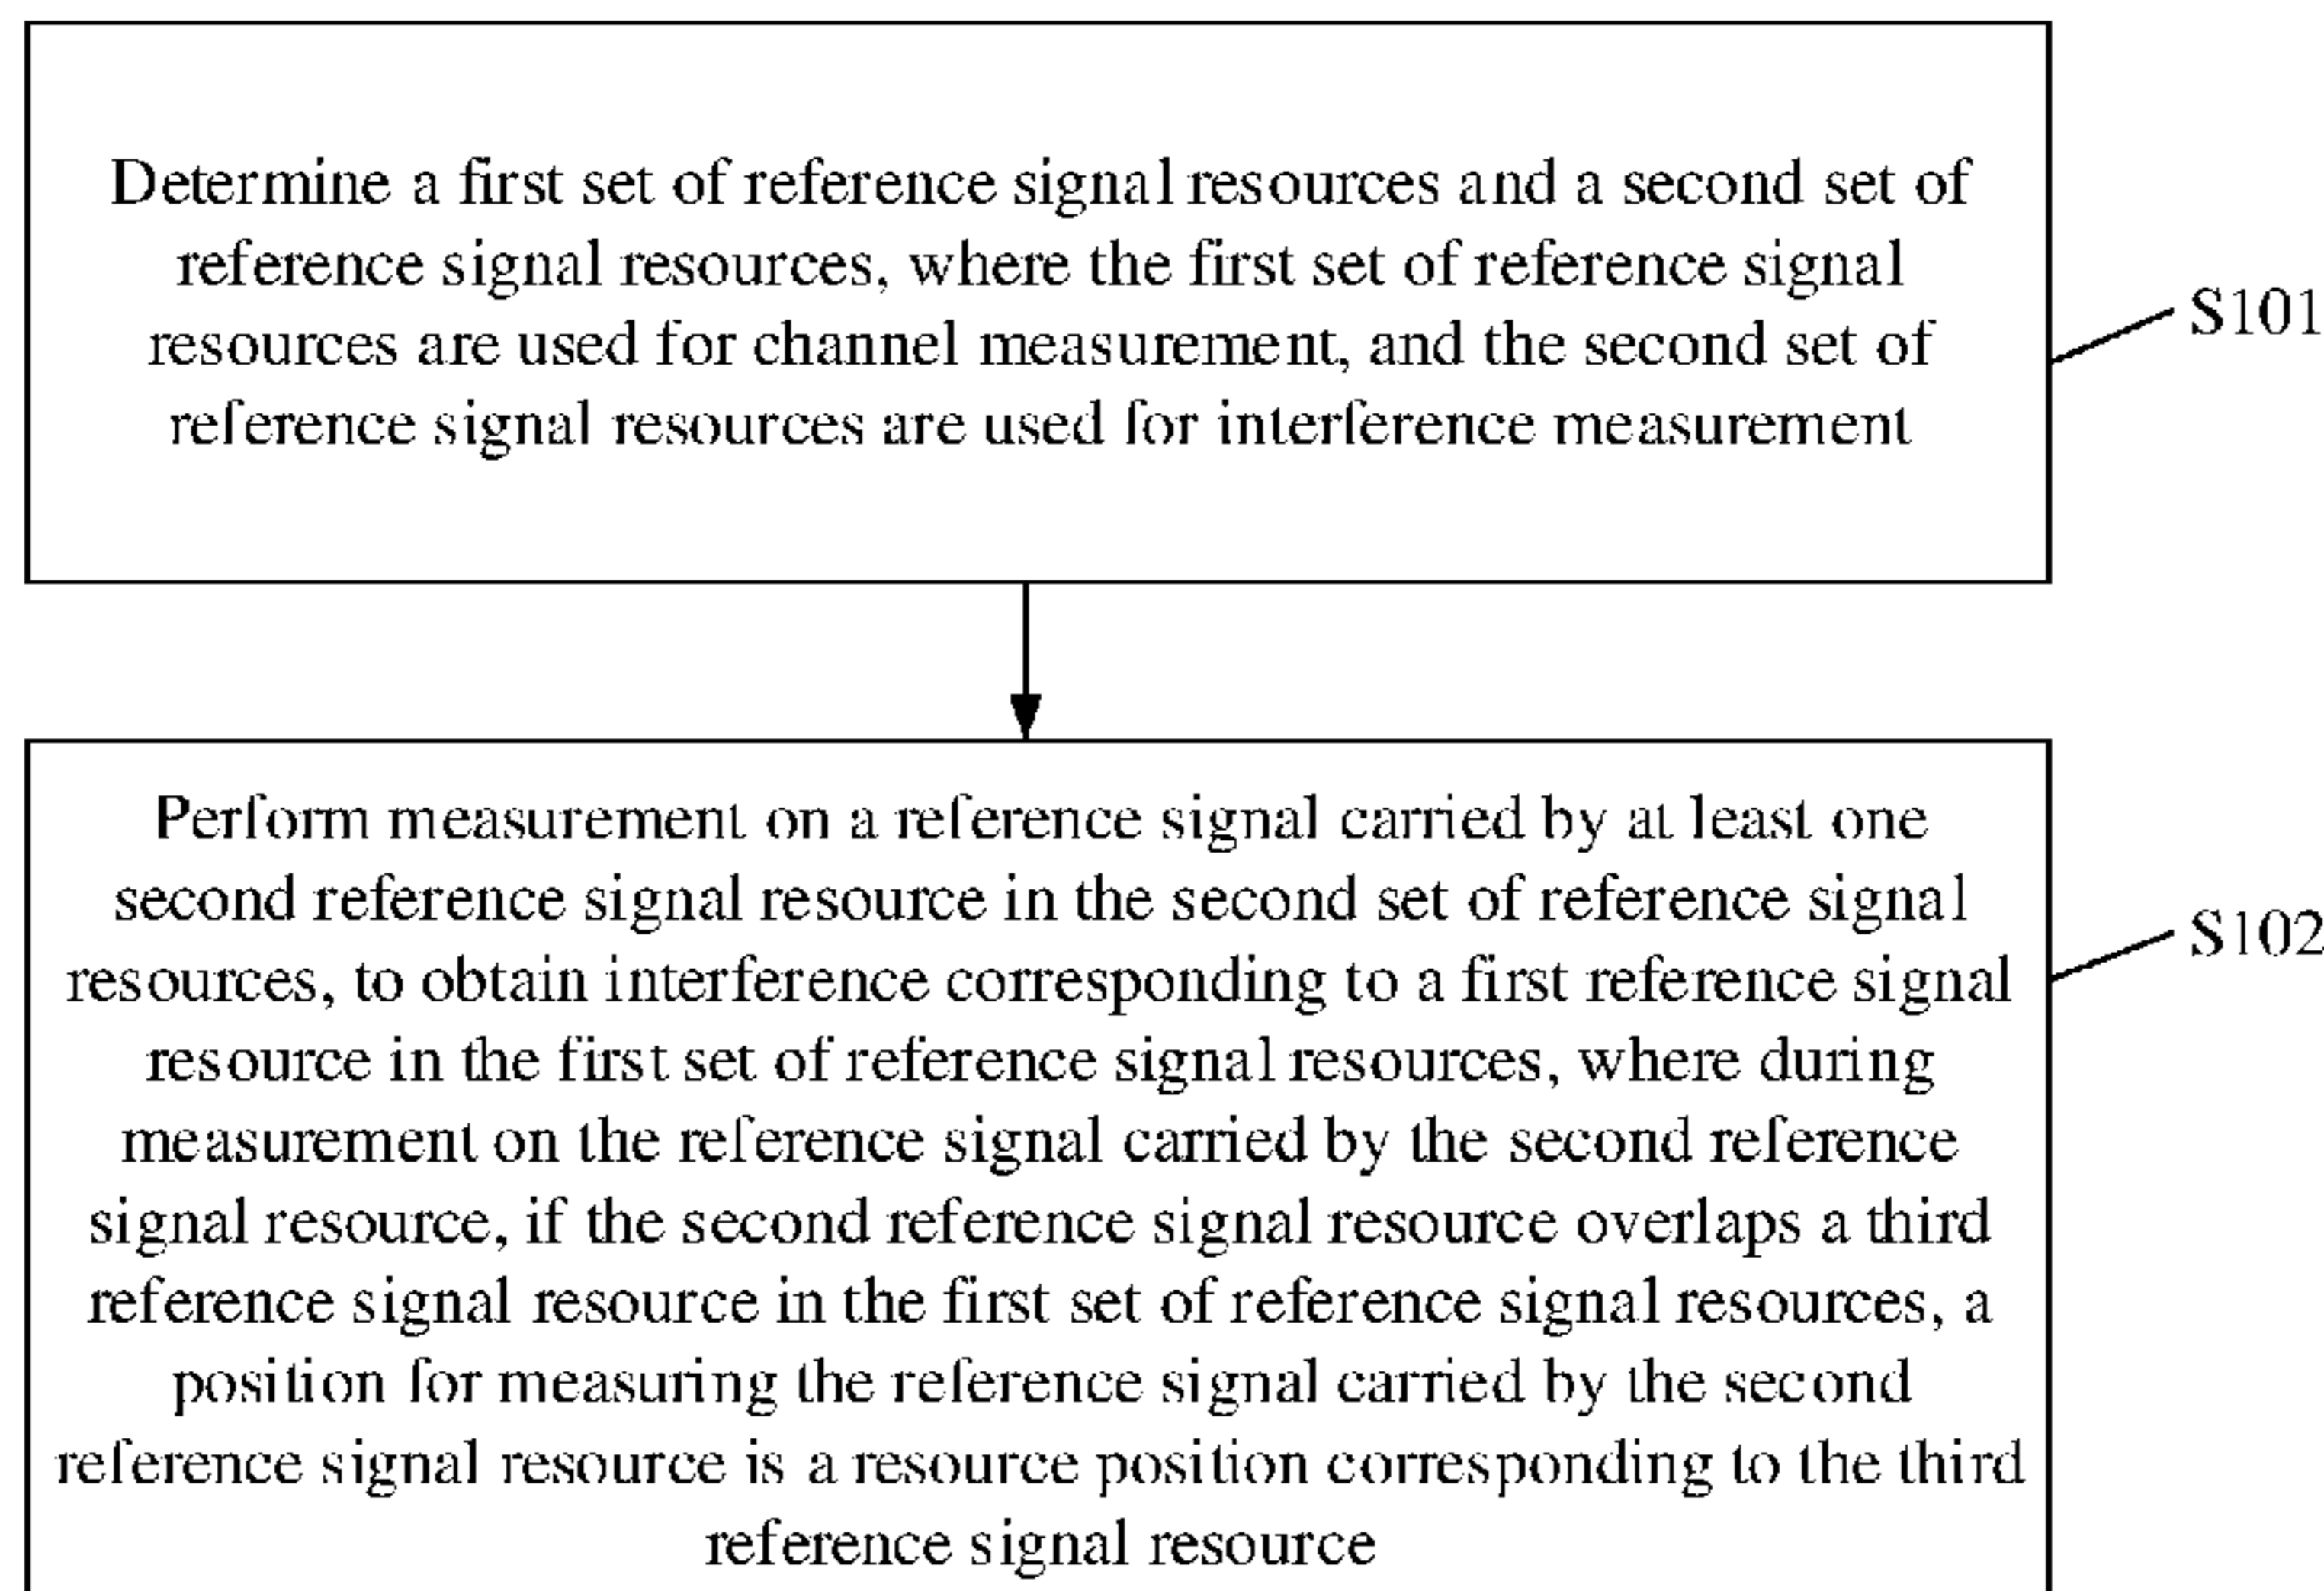 Determine a first set of reference signal resources and a second set of
reference signal resources, where the first set of reference signal
resources are used for channel measurement, and the second set of
reference signal resources are used for interference measurement
S101
Perform measurement on a reference signal carried by at least one
second reference signal resource in the second set of reference signal
resources, to obtain interference corresponding to a first reference signal
resource in the first set of reference signal resources, where during
measurement on the reference signal carried by the second reference
signal resource, if the second reference signal resource overlaps a third
reference signal resource in the first set of reference signal resources, a
position for measuring the reference signal carried by the second
reference signal resource is a resource position corresponding to the third
reference signal resource
S102